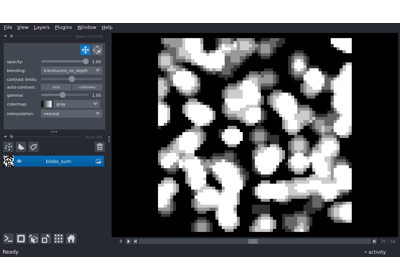 File View Layers Plugins Window Help
opacity: 1.00
blending: translucent_no_depth
contrast limits:
auto-contrast: once continuous
gamma: 1.00
colormap: gray
interpolation: nearest
blobs_sum
Ready
activity